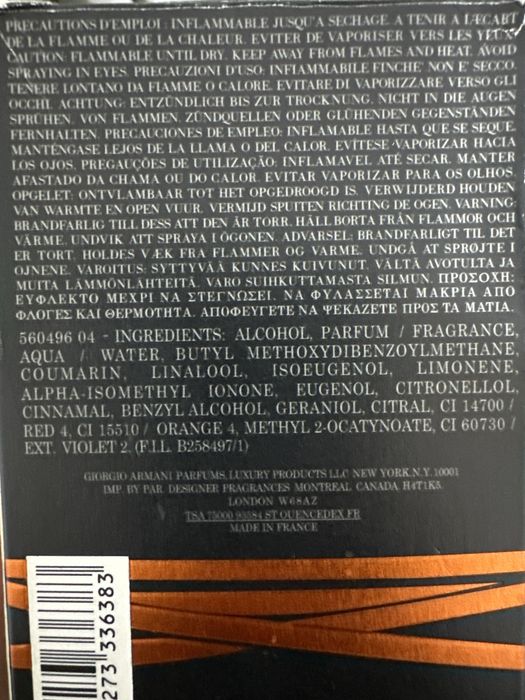 PRECAUTIONS D'EMPLOI : INFLAMMABLE JUSQU'A SECHAGE. A TENIR A L'ECART
DE LA FLAMME OU DE LA CHALEUR. EVITER DE VAPORISER VERS LES YEUX.
CAUTION: FLAMMABLE UNTIL DRY. KEEP AWAY FROM FLAMES AND HEAT. AVOID
SPRAYING IN EYES. PRECAUZIONI D'USO: INFIAMMABILE FINCHE' NON E' SECCO.
TENERE LONTANO DA FIAMME O CALORE. EVITARE DI VAPORIZZARE VERSO GLI
OCCHI. ACHTUNG: ENTZÜNDLICH BIS ZUR TROCKNUNG. NICHT IN DIE AUGEN
SPRÜHEN. VON FLAMMEN, ZÜNDQUELLEN ODER GLÜHENDEN GEGENSTÄNDEN
FERNHALTEN. PRECAUCIONES DE EMPLEO: INFLAMABLE HASTA QUE SE SEQUE.
MANTÉNGASE LEJOS DE LA LLAMA O DEL CALOR. EVÍTESE VAPORIZAR HACIA
LOS OJOS. PREGAUÇÕES DE UTILIZAÇÃO: INFLAMAVEL ATÉ SECAR. MANTER
AFASTADO DA CHAMA OU DO CALOR. EVITAR VAPORIZAR PARA OS OLHOS.
OPGELET: ONTVLAMBAAR TOT HET OPGEDROOGD IS. VERWIJDERD HOUDEN
VAN WARMTE EN OPEN VUUR. VERMIJD SPUTTEN RICHTING DE OGEN. VARNING:
BRANDFARLIG TILL DESS ATT DEN ÄR TORR. HÅLL BORTA FRÅN FLAMMOR OCH
VÄRME. UNDVIK ATT SPRAYA I ÖGONEN. ADVARSEL: BRANDFARLIGT TIL DET
ER TORT. HOLDES VÆK FRA FLAMMER OG VARME. UNDGÅ AT SPRØJTE I
ØJNENE. VAROITUS: SYTTYVÄÄ KUNNES KUIVUNUT. VÄLTÄ AVOTULTA JA
MUITA LÄMMÖNLÄHTEITÄ. VARO SUIHKUTTAMASTA SILMUN. ΠΡΟΣΟΧΗ:
ΕΥΦΛΕΚΤΟ ΜΕΧΡΙ ΝΑ ΣΤΕΓΝΩΣΕΙ. ΝΑ ΦΥΛΑΣΣΕΤΑΙ ΜΑΚΡΙΑ ΑΠΟ
ΦΛΟΓΕΣ ΚΑΙ ΘΕΡΜΟΤΗΤΑ. ΑΠΟΦΕΥΓΕΤΕ ΝΑ ΨΕΚΑΖΕΤΕ ΠΡΟΣ ΤΑ ΜΑΤΙΑ.
560496 04 - INGREDIENTS: ALCOHOL, PARFUM / FRAGRANCE,
AQUA / WATER, BUTYL METHOXYDIBENZOYLMETHANE,
COUMARIN, LINALOOL, ISOEUGENOL, LIMONENE,
ALPHA-ISOMETHYL IONONE, EUGENOL, CITRONELLOL,
CINNAMAL, BENZYL ALCOHOL, GERANIOL, CITRAL, CI 14700 /
RED 4, CI 15510 / ORANGE 4, METHYL 2-OCATYNOATE, CI 60730 /
EXT. VIOLET 2. (F.I.L. B258497/1)
GIORGIO ARMANI PARFUMS, LUXURY PRODUCTS LLC NEW YORK, N.Y. 10001
IMP. BY PAR. DESIGNER FRAGRANCES MONTREAL CANADA, H4T1K5.
LONDON W68AZ
TSA 75000 93584 ST OUENCEDEX FR
MADE IN FRANCE
273 336383